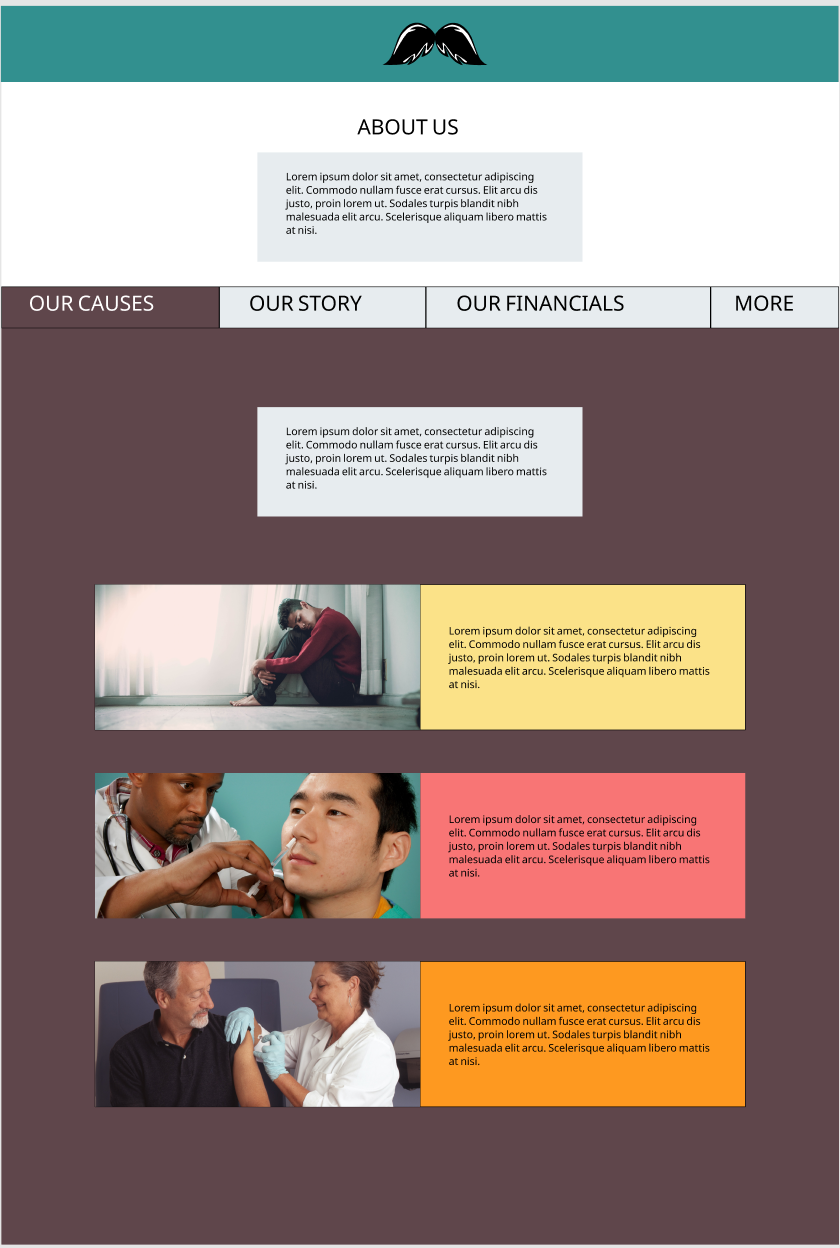 ABOUT US
Lorem ipsum dolor sit amet, consectetur adipiscing
elit. Commodo nullam fusce erat cursus. Elit arcu dis
justo, proin lorem ut. Sodales turpis blandit nibh
malesuada elit arcu. Scelerisque aliquam libero mattis
at nisi.
OUR CAUSES
OUR STORY
OUR FINANCIALS
MORE
Lorem ipsum dolor sit amet, consectetur adipiscing
elit. Commodo nullam fusce erat cursus. Elit arcu dis
justo, proin lorem ut. Sodales turpis blandit nibh
malesuada elit arcu. Scelerisque aliquam libero mattis
at nisi.
Lorem ipsum dolor sit amet, consectetur adipiscing
elit. Commodo nullam fusce erat cursus. Elit arcu dis
justo, proin lorem ut. Sodales turpis blandit nibh
malesuada elit arcu. Scelerisque aliquam libero mattis
at nisi.
Lorem ipsum dolor sit amet, consectetur adipiscing
elit. Commodo nullam fusce erat cursus. Elit arcu dis
justo, proin lorem ut. Sodales turpis blandit nibh
malesuada elit arcu. Scelerisque aliquam libero mattis
at nisi.
Lorem ipsum dolor sit amet, consectetur adipiscing
elit. Commodo nullam fusce erat cursus. Elit arcu dis
justo, proin lorem ut. Sodales turpis blandit nibh
malesuada elit arcu. Scelerisque aliquam libero mattis
at nisi.